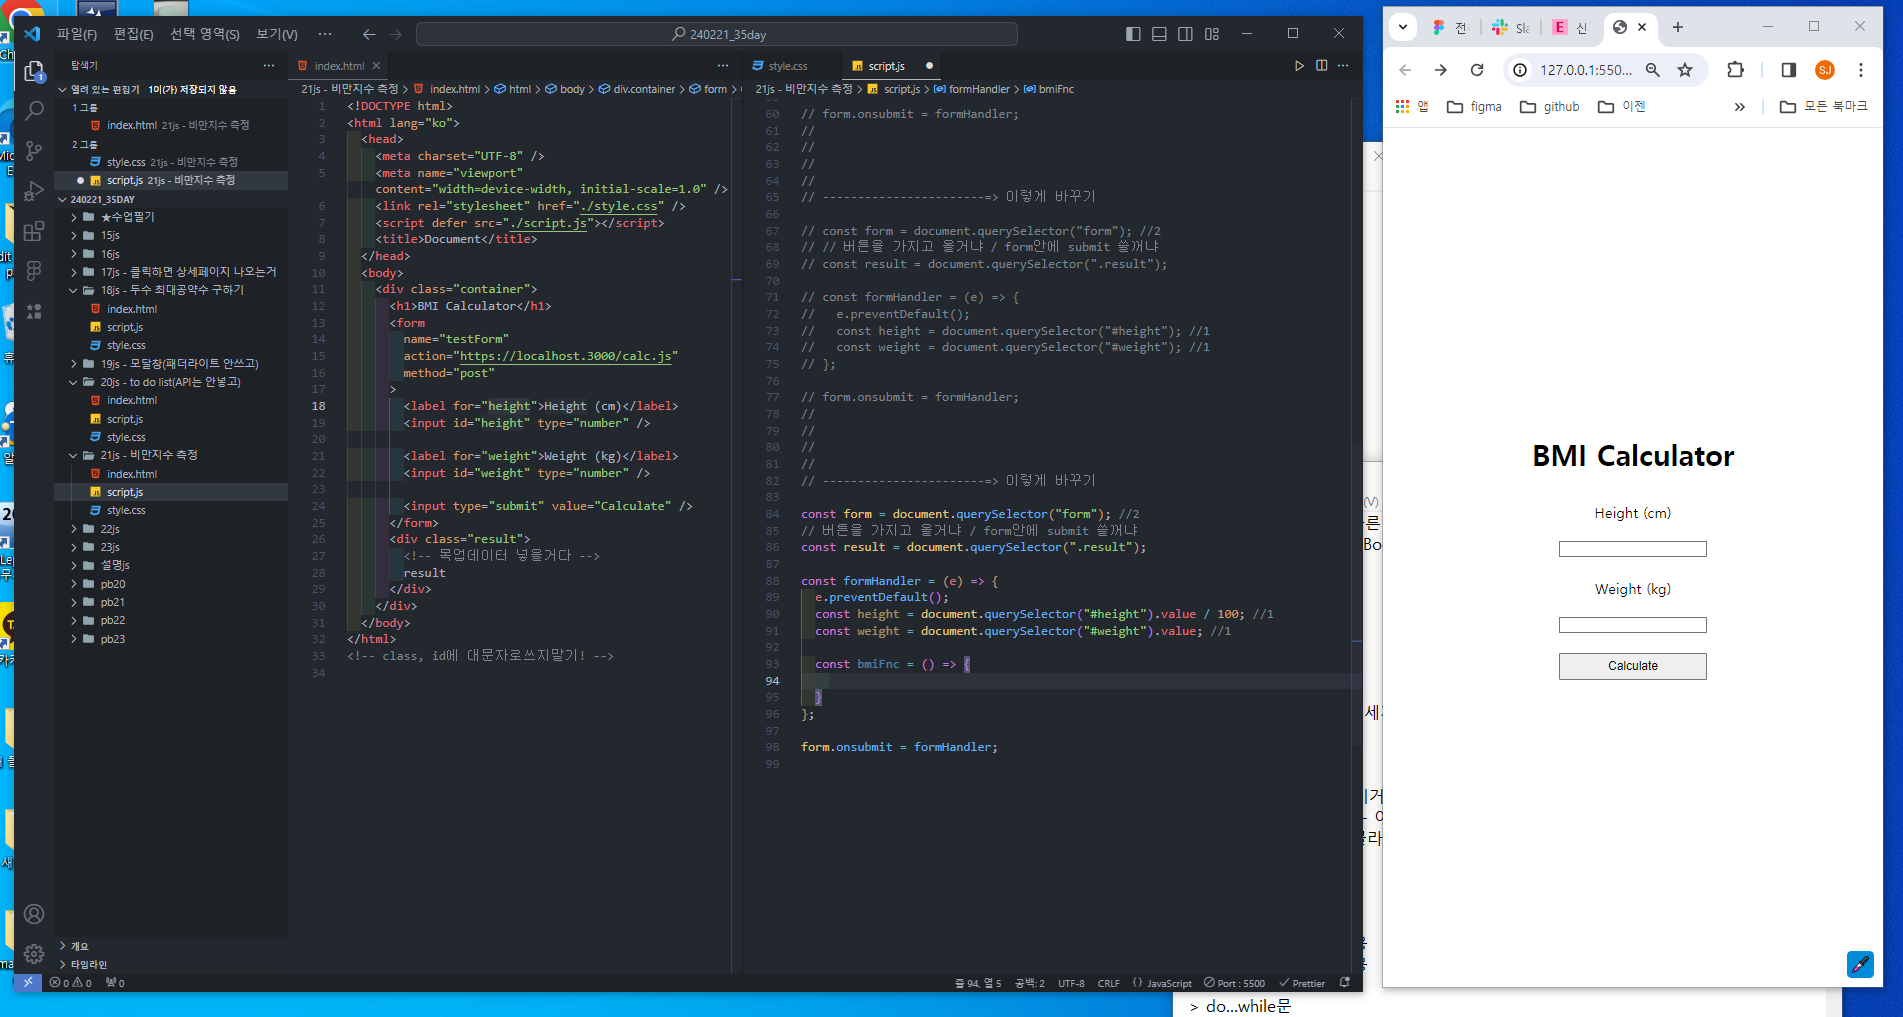 파일(F) 편집(E) 선택 영역(S) 보기(V) ··· 240221_35day
탐색기
열려 있는 편집기 1이(가) 저장되지 않음
1 그룹
index.html 21js - 비만지수 측정
2 그룹
style.css 21js - 비만지수 측정
script.js 21js - 비만지수 측정
240221_35DAY
★수업필기
15js
16js
17js - 클릭하면 상세페이지 나오는거
18js - 두수 최대공약수 구하기
index.html
script.js
style.css
19js - 모달창(패더라이트 안쓰고)
20js - to do list(API는 안넣고)
index.html
script.js
style.css
21js - 비만지수 측정
index.html
script.js
style.css
22js
23js
설명js
pb20
pb21
pb22
pb23
개요
타임라인
index.html
21js - 비만지수 측정 > index.html > html > body > div.container > form >
1 <!DOCTYPE html>
2 <html lang="ko">
3 <head>
4 <meta charset="UTF-8" />
5 <meta name="viewport"
content="width=device-width, initial-scale=1.0" />
6 <link rel="stylesheet" href="./style.css" />
7 <script defer src="./script.js"></script>
8 <title>Document</title>
9 </head>
10 <body>
11 <div class="container">
12 <h1>BMI Calculator</h1>
13 <form
14 name="testForm"
15 action="https://localhost.3000/calc.js"
16 method="post"
17 >
18 <label for="height">Height (cm)</label>
19 <input id="height" type="number" />
20
21 <label for="weight">Weight (kg)</label>
22 <input id="weight" type="number" />
23
24 <input type="submit" value="Calculate" />
25 </form>
26 <div class="result">
27 <!-- 목업데이터 넣을거다 -->
28 result
29 </div>
30 </div>
31 </body>
32 </html>
33 <!-- class, id에 대문자로쓰지말기! -->
34
style.css script.js
21js - 비만지수 측정 > script.js > formHandler > bmiFnc
60 // form.onsubmit = formHandler;
61 //
62 //
63 //
64 //
65 // -----------------------=> 이렇게 바꾸기
66
67 // const form = document.querySelector("form"); //2
68 // // 버튼을 가지고 올거냐 / form안에 submit 쓸꺼냐
69 // const result = document.querySelector(".result");
70
71 // const formHandler = (e) => {
72 // e.preventDefault();
73 // const height = document.querySelector("#height"); //1
74 // const weight = document.querySelector("#weight"); //1
75 // };
76
77 // form.onsubmit = formHandler;
78 //
79 //
80 //
81 //
82 // -----------------------=> 이렇게 바꾸기
83
84 const form = document.querySelector("form"); //2
85 // 버튼을 가지고 올거냐 / form안에 submit 쓸꺼냐
86 const result = document.querySelector(".result");
87
88 const formHandler = (e) => {
89 e.preventDefault();
90 const height = document.querySelector("#height").value / 100; //1
91 const weight = document.querySelector("#weight").value; //1
92
93 const bmiFnc = () => {
94
95 }
96 };
97
98 form.onsubmit = formHandler;
99
0 0 0 줄 94, 열 5 공백: 2 UTF-8 CRLF {} JavaScript Port : 5500 Prettier
전 Sla 신
127.0.0.1:550...
앱 figma github 이젠 » 모든 북마크
BMI Calculator
Height (cm)
Weight (kg)
Calculate
> do...while문